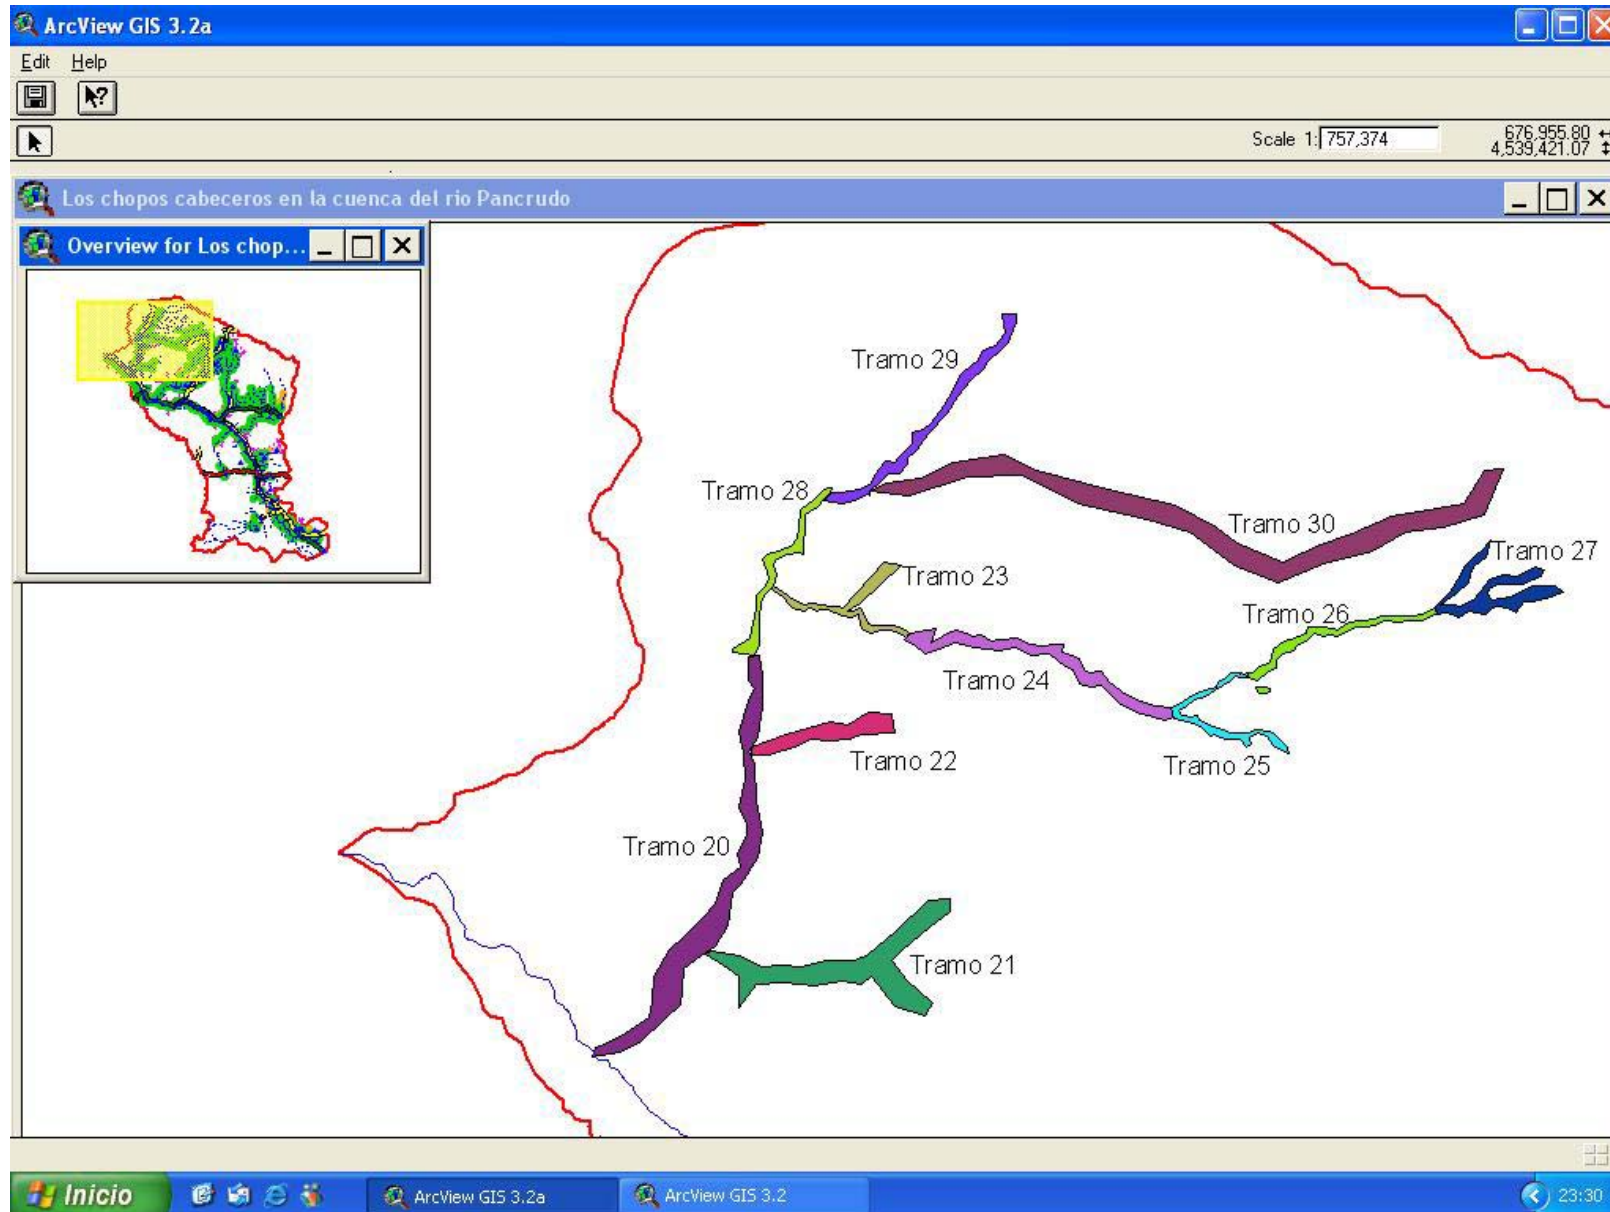 ArcView GIS 3.2a
Edit Help
Scale 1: 757,374
676,955.80
4,539,421.07
Los chopos cabeceros en la cuenca del rio Pancrudo
Overview for Los chop...
Tramo 29
Tramo 28
Tramo 30
Tramo 27
Tramo 23
Tramo 26
Tramo 24
Tramo 22
Tramo 25
Tramo 20
Tramo 21
Inicio
ArcView GIS 3.2a
ArcView GIS 3.2
23:30